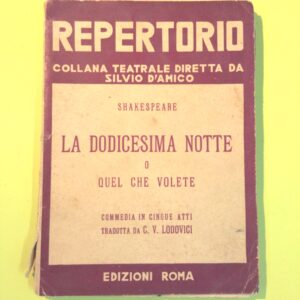 REPERTORIO
COLLANA TEATRALE DIRETTA DA
SILVIO D'AMICO
SHAKESPEARE
LA DODICESIMA NOTTE
O
QUEL CHE VOLETE
COMMEDIA IN CINQUE ATTI
TRADOTTA DA C. V. LODOVICI
EDIZIONI ROMA